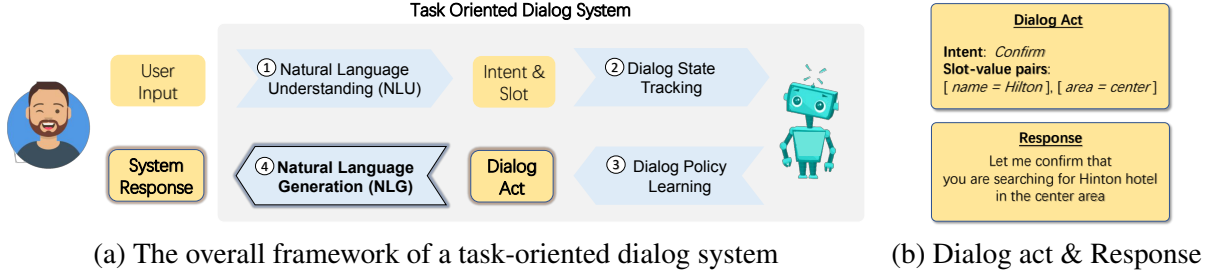 Task Oriented Dialog System
User
Input
① Natural Language
Understanding (NLU)
Intent &
Slot
② Dialog State
Tracking
System
Response
④ Natural Language
Generation (NLG)
Dialog
Act
③ Dialog Policy
Learning
(a) The overall framework of a task-oriented dialog system
Dialog Act
Intent: Confirm
Slot-value pairs:
[ name = Hilton ], [ area = center ]
Response
Let me confirm that
you are searching for Hinton hotel
in the center area
(b) Dialog act & Response